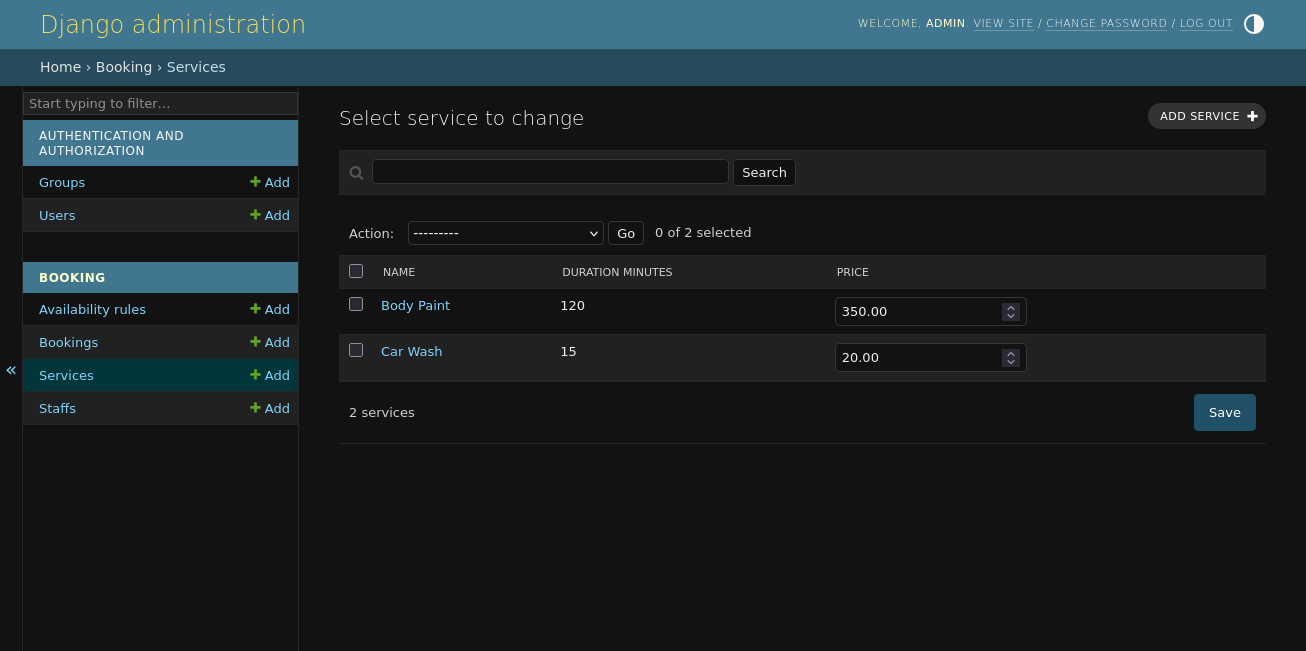 Django administration
WELCOME, ADMIN. VIEW SITE / CHANGE PASSWORD / LOG OUT
Home › Booking › Services
Start typing to filter…
AUTHENTICATION AND
AUTHORIZATION
Groups + Add
Users + Add
BOOKING
Availability rules + Add
Bookings + Add
Services + Add
Staffs + Add
«
Select service to change
ADD SERVICE +
Search
Action: --------- Go 0 of 2 selected
NAME DURATION MINUTES PRICE
Body Paint 120 350.00
Car Wash 15 20.00
2 services
Save